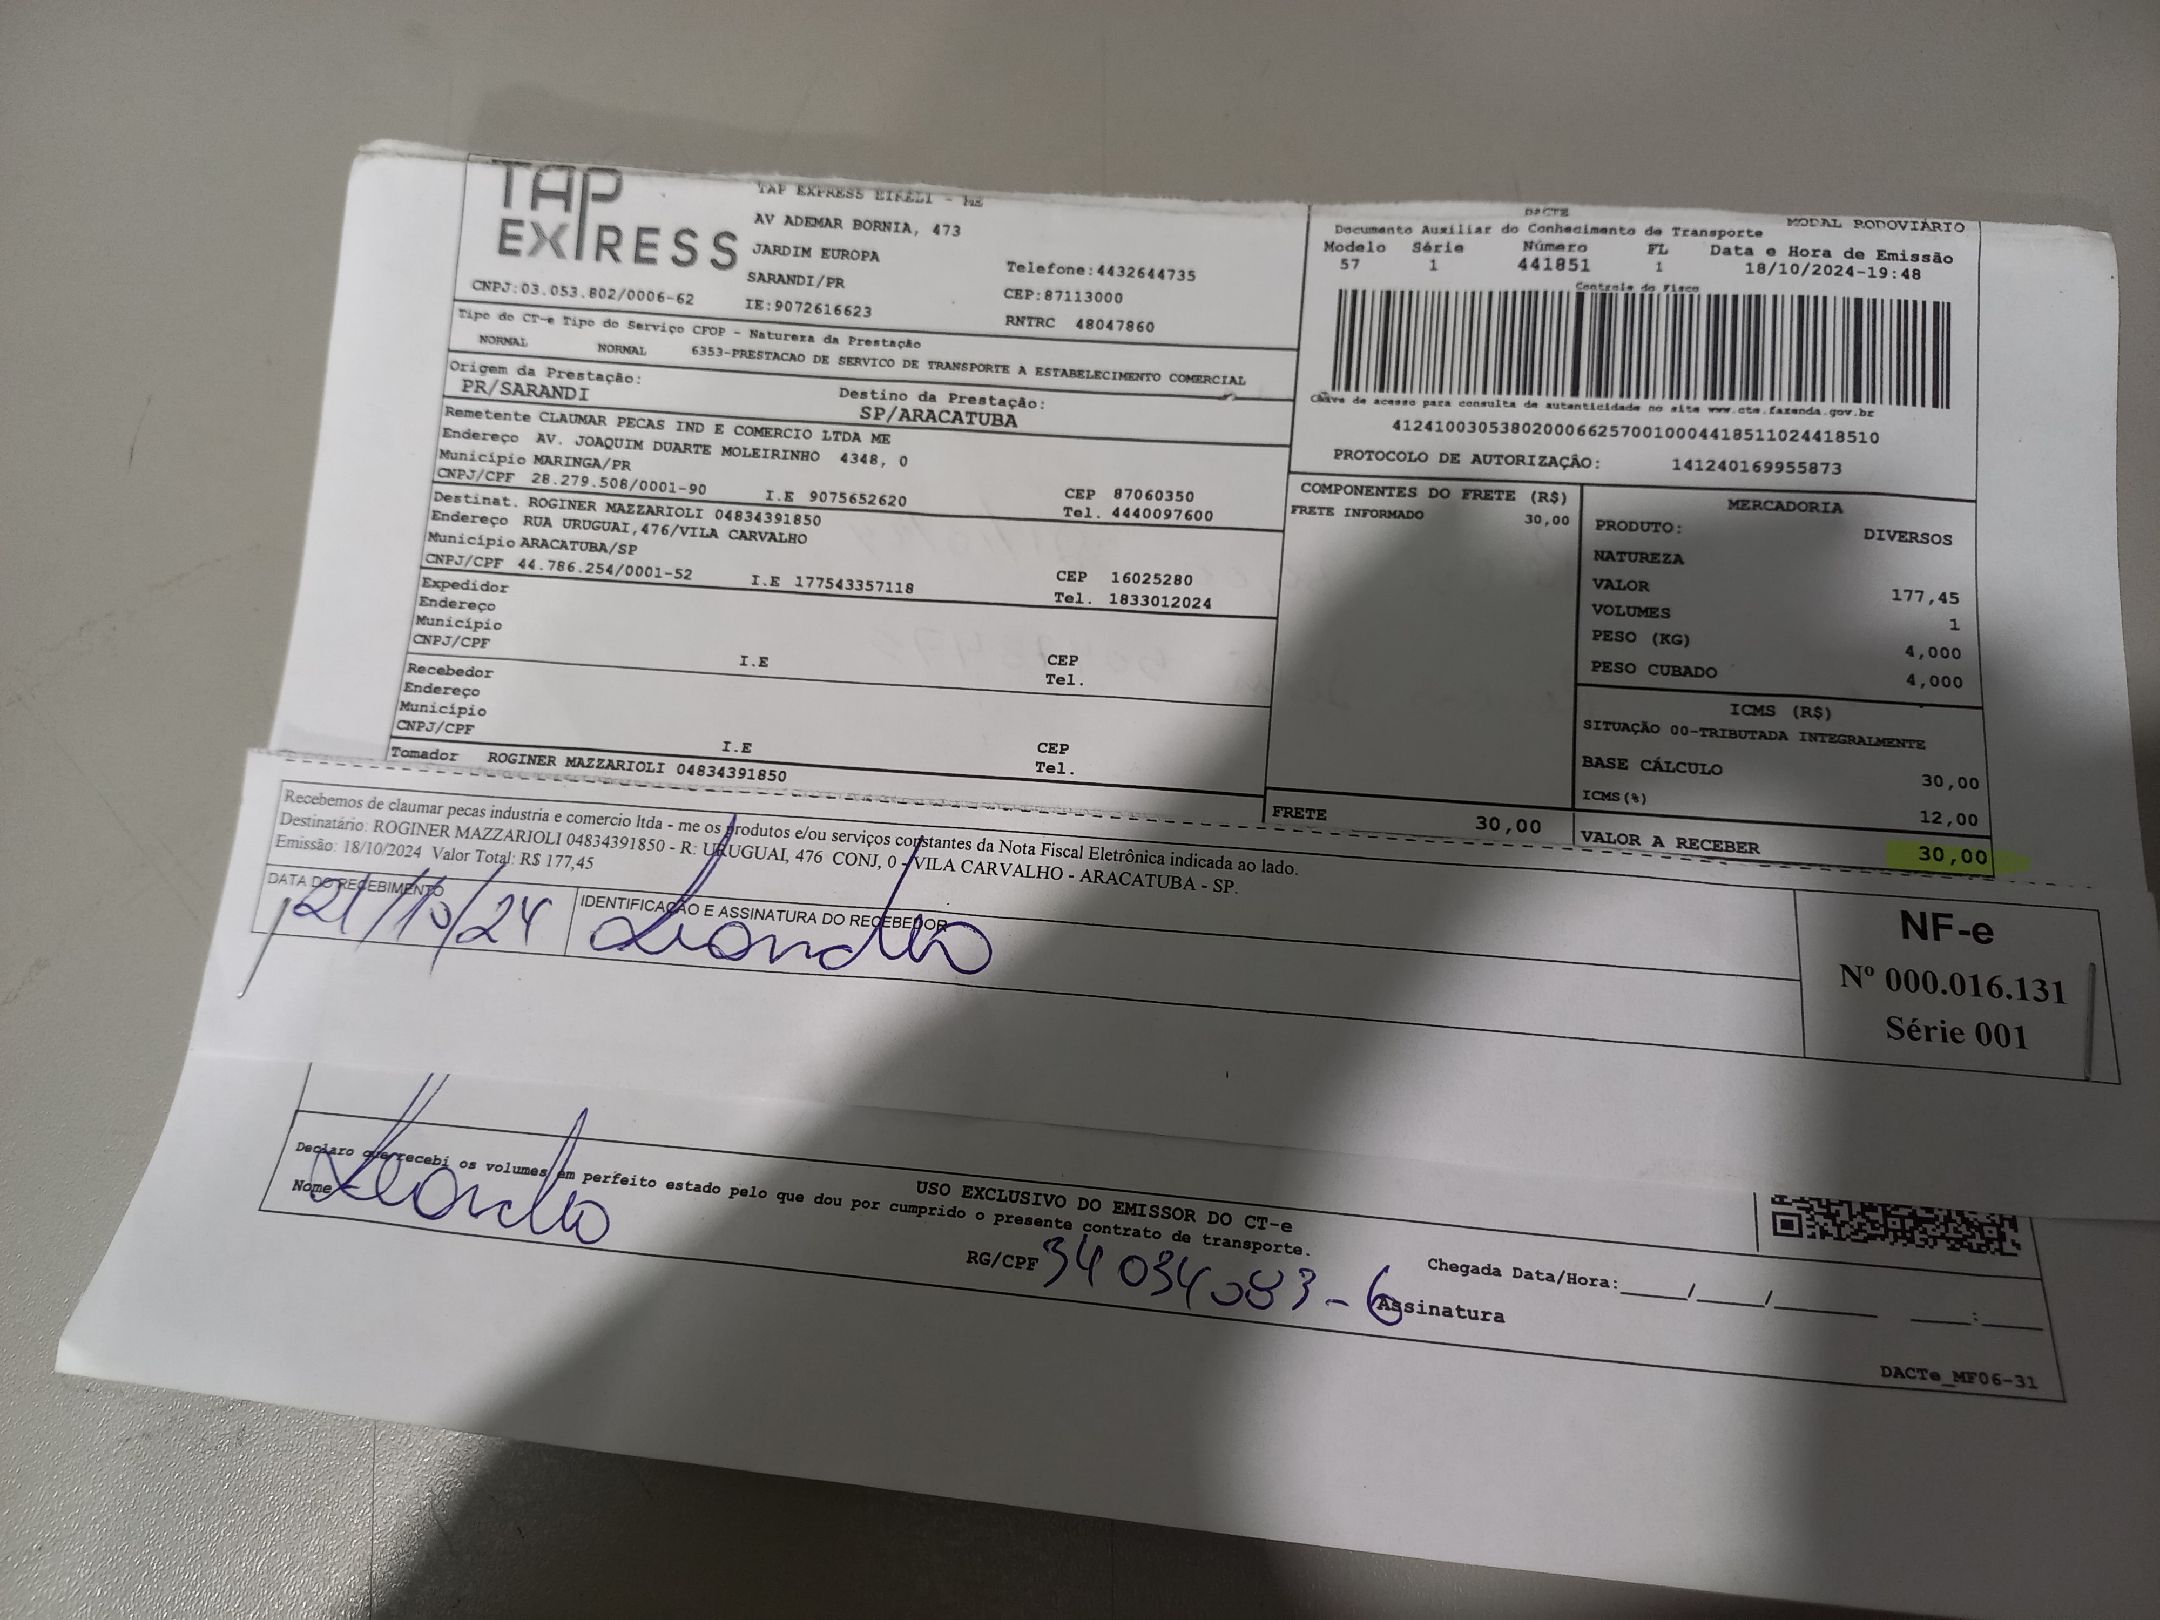 TAP EXPRESS
TAP EXPRESS EIRELI - ME
AV ADEMAR BORNIA, 473
JARDIM EUROPA
SARANDI/PR
IE:9072616623
Telefone:4432644735
CEP:87113000
RNTRC 48047860
CNPJ:03.053.802/0006-62
DACTE
MODAL RODOVIÁRIO
Documento Auxiliar do Conhecimento de Transporte
Modelo Série Número FL Data e Hora de Emissão
57 1 441851 1 18/10/2024-19:48
Controle do Fisco
Chave de acesso para consulta de autenticidade no site www.cte.fazenda.gov.br
41241003053802000662570010004418511024418510
PROTOCOLO DE AUTORIZAÇÃO: 141240169955873
Tipo do CT-e Tipo do Serviço CFOP - Natureza da Prestação
NORMAL NORMAL 6353-PRESTACAO DE SERVICO DE TRANSPORTE A ESTABELECIMENTO COMERCIAL
Origem da Prestação: Destino da Prestação:
PR/SARANDI SP/ARACATUBA
Remetente CLAUMAR PECAS IND E COMERCIO LTDA ME
Endereço AV. JOAQUIM DUARTE MOLEIRINHO 4348, 0
Município MARINGA/PR CEP 87060350
CNPJ/CPF 28.279.508/0001-90 I.E 9075652620 Tel. 4440097600
Destinat. ROGINER MAZZARIOLI 04834391850
Endereço RUA URUGUAI,476/VILA CARVALHO
Município ARACATUBA/SP CEP 16025280
CNPJ/CPF 44.786.254/0001-52 I.E 177543357118 Tel. 1833012024
Expedidor
Endereço
Município CEP
CNPJ/CPF I.E Tel.
Recebedor
Endereço
Município CEP
CNPJ/CPF I.E Tel.
Tomador ROGINER MAZZARIOLI 04834391850
COMPONENTES DO FRETE (R$)
FRETE INFORMADO 30,00
FRETE 30,00
MERCADORIA
PRODUTO: DIVERSOS
NATUREZA
VALOR 177,45
VOLUMES 1
PESO (KG) 4,000
PESO CUBADO 4,000
ICMS (R$)
SITUAÇÃO 00-TRIBUTADA INTEGRALMENTE
BASE CÁLCULO 30,00
ICMS(%) 12,00
VALOR A RECEBER 30,00
Recebemos de claumar pecas industria e comercio ltda - me os produtos e/ou serviços constantes da Nota Fiscal Eletrônica indicada ao lado.
Destinatário: ROGINER MAZZARIOLI 04834391850 - R: URUGUAI, 476 CONJ, 0 - VILA CARVALHO - ARACATUBA - SP.
Emissão: 18/10/2024 Valor Total: R$ 177,45
DATA DO RECEBIMENTO IDENTIFICAÇÃO E ASSINATURA DO RECEBEDOR
21/10/24 Leandro
NF-e
Nº 000.016.131
Série 001
USO EXCLUSIVO DO EMISSOR DO CT-e
Declaro que recebi os volumes em perfeito estado pelo que dou por cumprido o presente contrato de transporte.
Nome Leandro
RG/CPF 34034083-6 Assinatura
Chegada Data/Hora:____/____/______ ___:___
DACTe_MF06-31